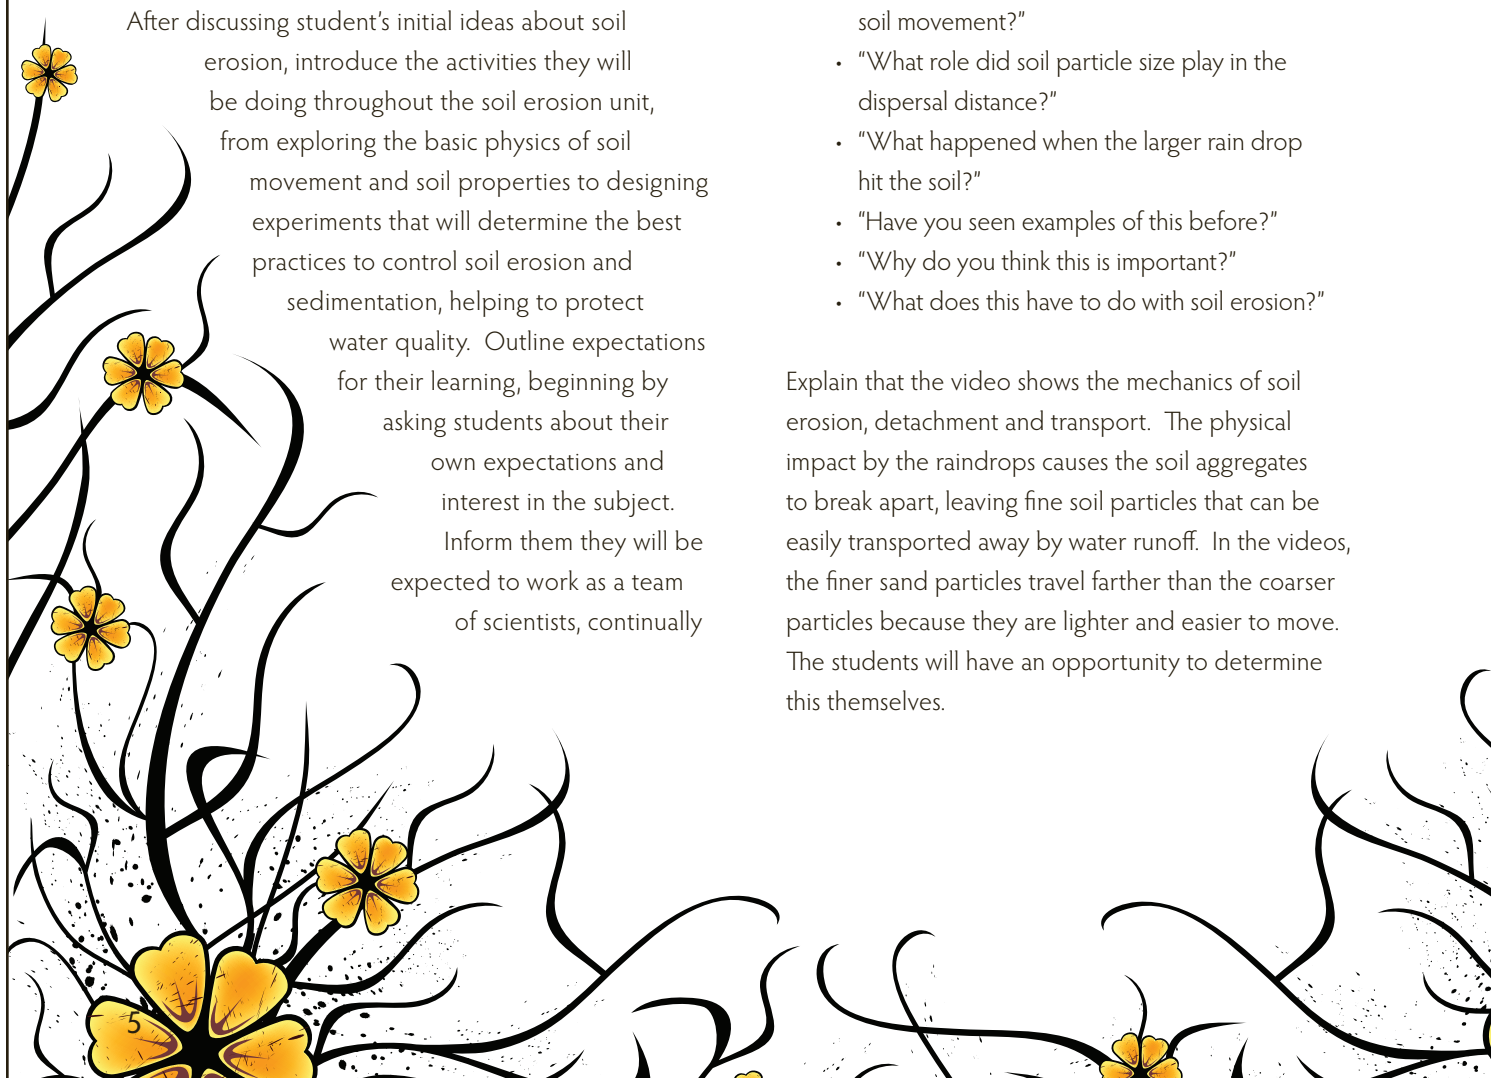 After discussing student’s initial ideas about soil
erosion, introduce the activities they will
be doing throughout the soil erosion unit,
from exploring the basic physics of soil
movement and soil properties to designing
experiments that will determine the best
practices to control soil erosion and
sedimentation, helping to protect
water quality.  Outline expectations
for their learning, beginning by
asking students about their
own expectations and
interest in the subject.
Inform them they will be
expected to work as a team
of scientists, continually
soil movement?”
• “What role did soil particle size play in the
dispersal distance?”
• “What happened when the larger rain drop
hit the soil?”
• “Have you seen examples of this before?”
• “Why do you think this is important?”
• “What does this have to do with soil erosion?”
Explain that the video shows the mechanics of soil
erosion, detachment and transport.  The physical
impact by the raindrops causes the soil aggregates
to break apart, leaving fine soil particles that can be
easily transported away by water runoff.  In the videos,
the finer sand particles travel farther than the coarser
particles because they are lighter and easier to move.
The students will have an opportunity to determine
this themselves.
5